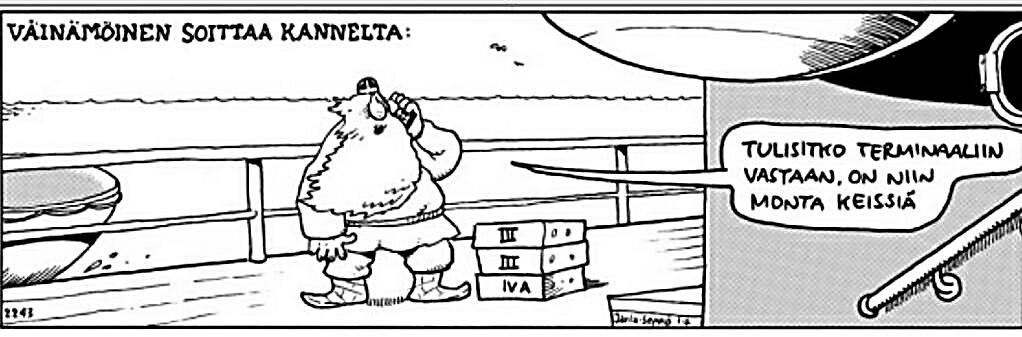 VÄINÄMÖINEN SOITTAA KANNELTA:
TULISITKO TERMINAALIIN
VASTAAN, ON NIIN
MONTA KEISSIÄ
III
III
IVA
2243